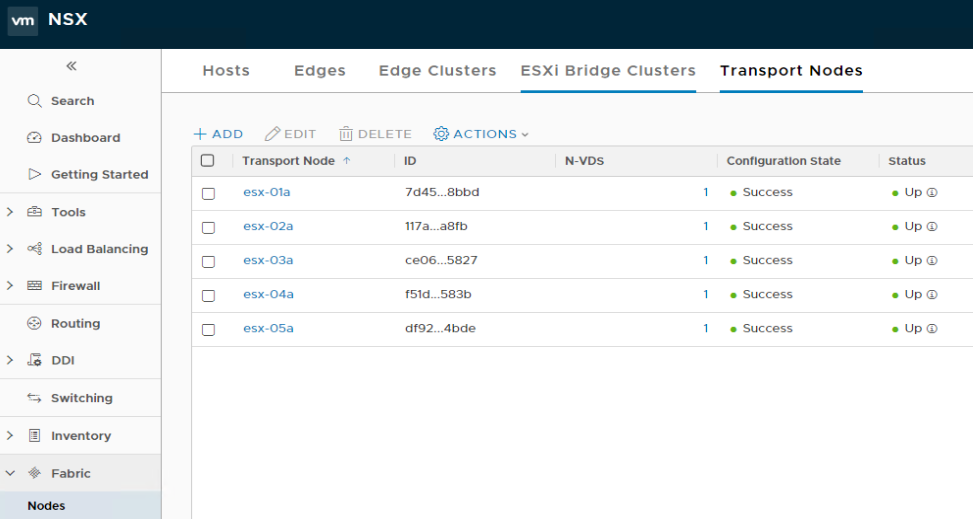 vm NSX
Hosts Edges Edge Clusters ESXi Bridge Clusters Transport Nodes
Search
Dashboard
Getting Started
Tools
Load Balancing
Firewall
Routing
DDI
Switching
Inventory
Fabric
Nodes
+ ADD EDIT DELETE ACTIONS
Transport Node ↑ ID N-VDS Configuration State Status
esx-01a 7d45...8bbd 1 Success Up
esx-02a 117a...a8fb 1 Success Up
esx-03a ce06...5827 1 Success Up
esx-04a f51d...583b 1 Success Up
esx-05a df92...4bde 1 Success Up